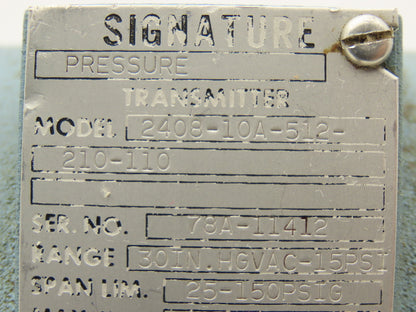 SIGNATURE
PRESSURE
TRANSMITTER
MODEL 2408-10A-512-
210-110
SER. NO. 78A-11412
RANGE 30IN.HGVAC-15PSI
SPAN LIM. 25-150PSIG